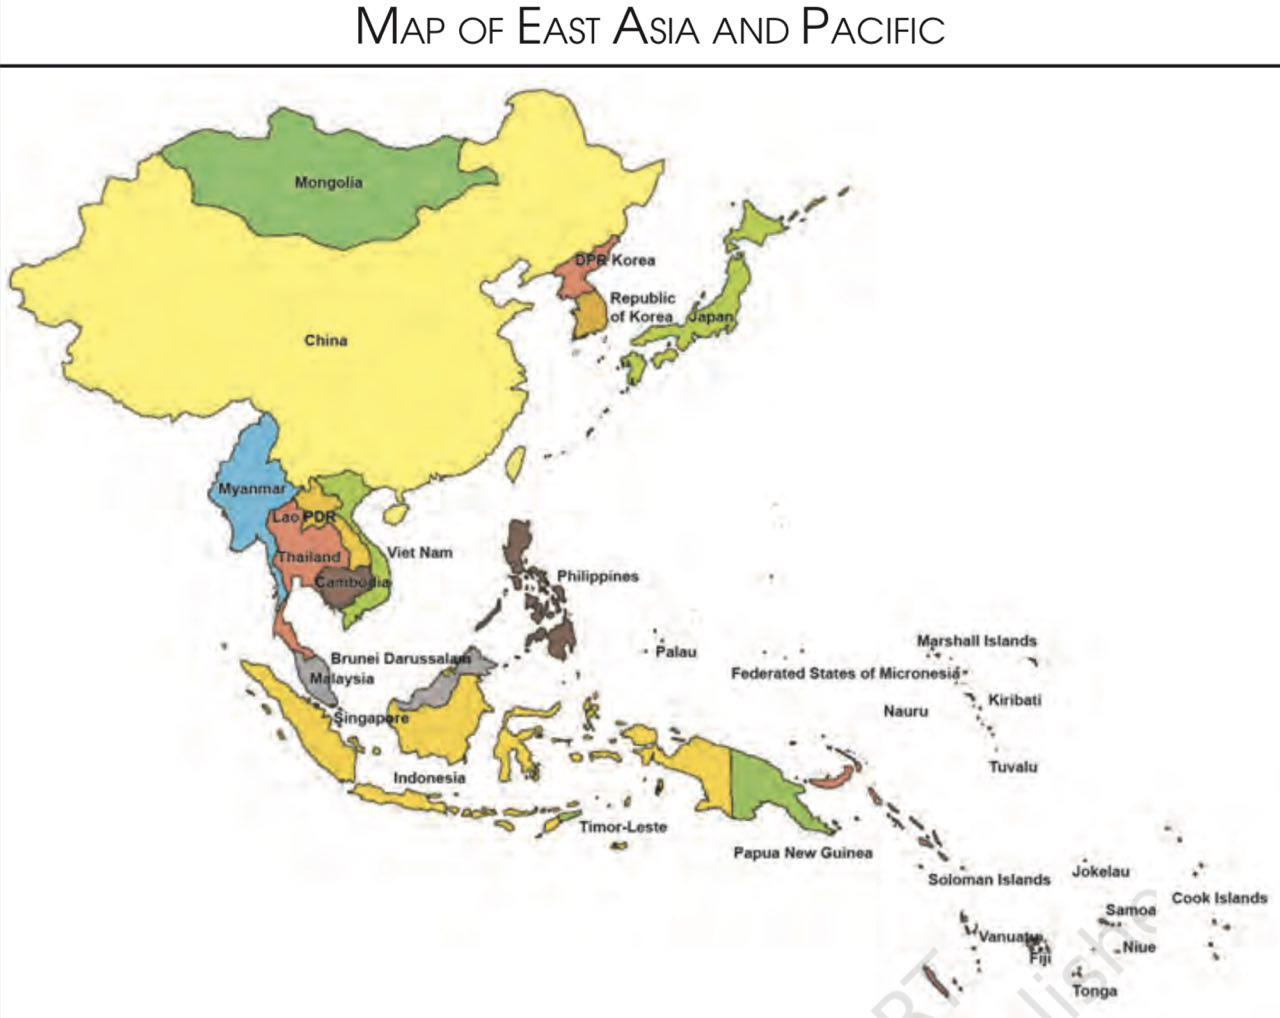 MAP OF EAST ASIA AND PACIFIC
Mongolia
DPR Korea
Republic
of Korea
Japan
China
Myanmar
Lao PDR
Viet Nam
Thailand
Cambodia
Philippines
Marshall Islands
Palau
Brunei Darussalam
Federated States of Micronesia
Malaysia
Kiribati
Nauru
Singapore
Tuvalu
Indonesia
Timor-Leste
Papua New Guinea
Jokelau
Soloman Islands
Cook Islands
Samoa
Vanuatu
Niue
Fiji
Tonga